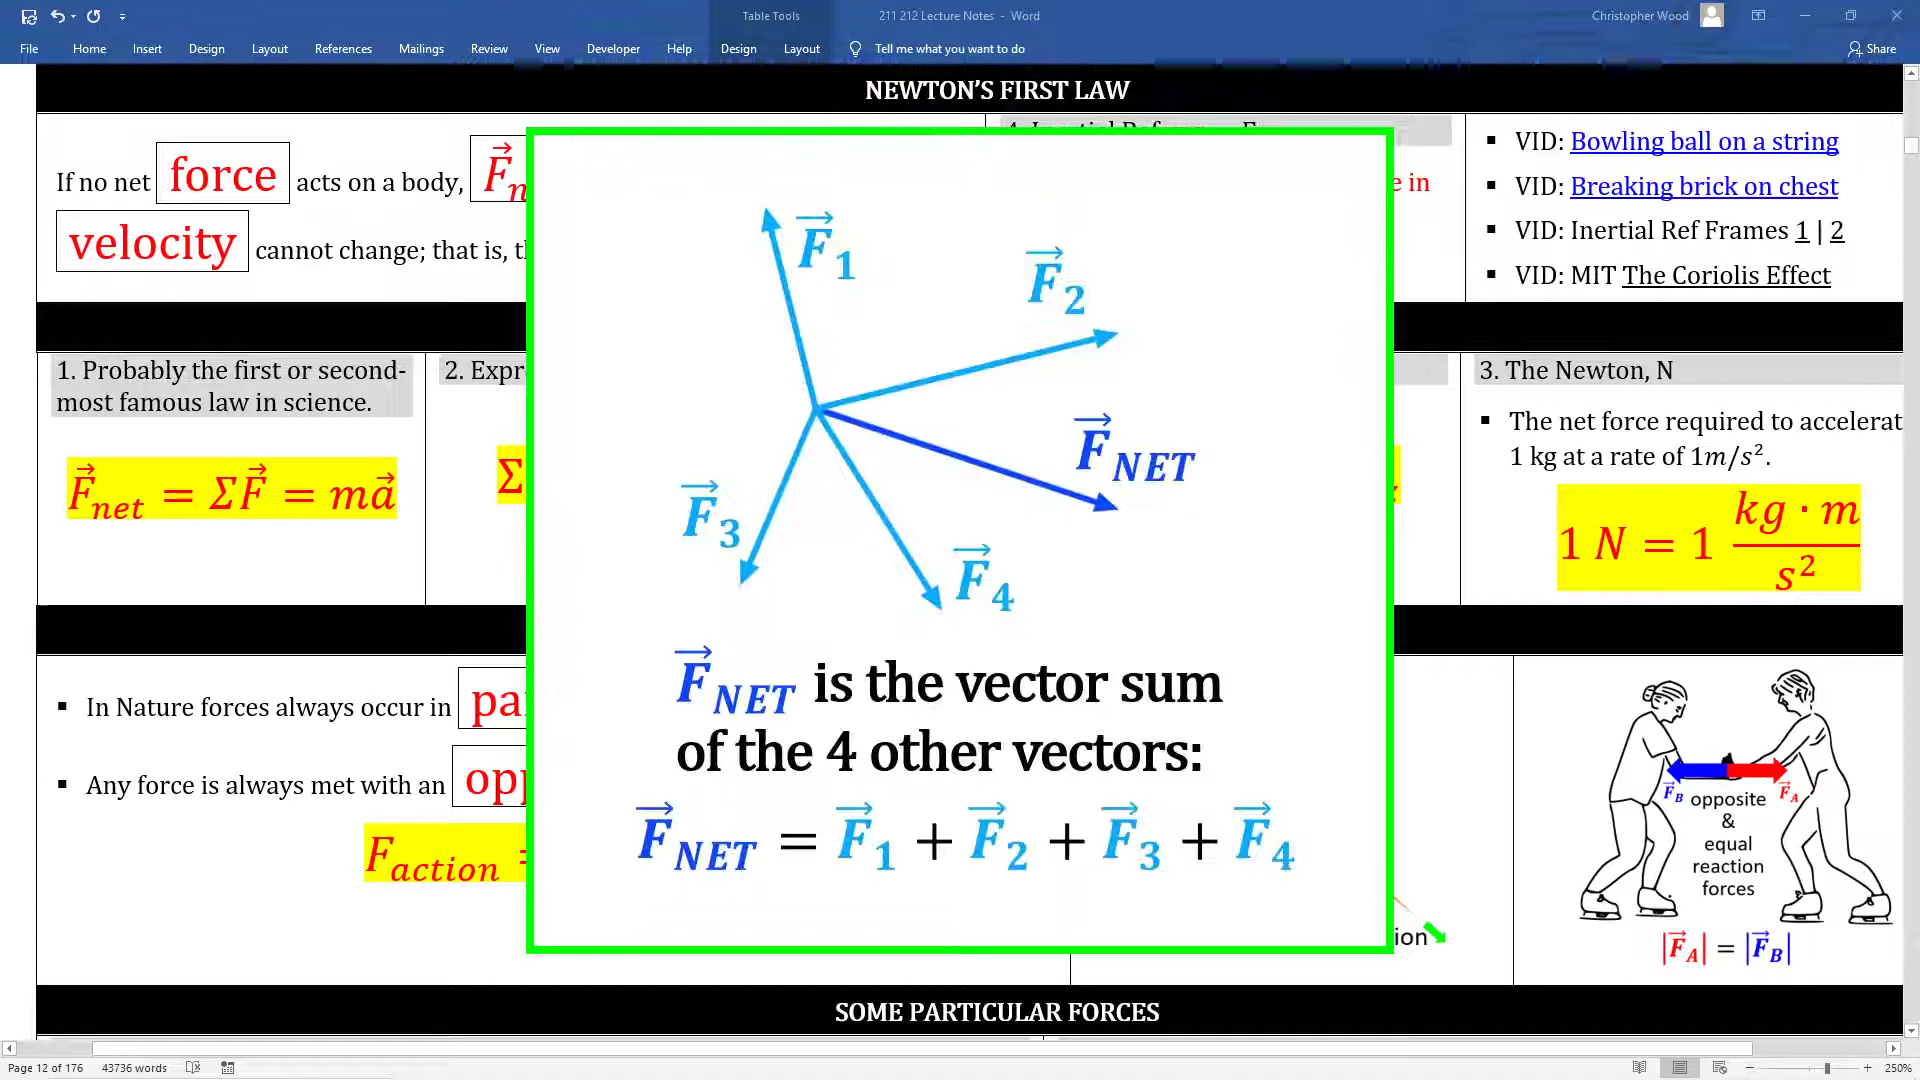 Table Tools
211 212 Lecture Notes - Word
Christopher Wood
File Home Insert Design Layout References Mailings Review View Developer Help Design Layout Tell me what you want to do Share
NEWTON'S FIRST LAW
If no net force acts on a body, F⃗n
velocity cannot change; that is, t
e in
▪ VID: Bowling ball on a string
▪ VID: Breaking brick on chest
▪ VID: Inertial Ref Frames 1 | 2
▪ VID: MIT The Coriolis Effect
1. Probably the first or second-
most famous law in science.
F⃗net = ΣF⃗ = ma⃗
2. Expr
Σ
3. The Newton, N
▪ The net force required to accelerat
1 kg at a rate of 1m/s².
1 N = 1 kg · m
s²
▪ In Nature forces always occur in pai
▪ Any force is always met with an opp
Faction =
F⃗1
F⃗2
F⃗NET
F⃗3
F⃗4
F⃗NET is the vector sum
of the 4 other vectors:
F⃗NET = F⃗1 + F⃗2 + F⃗3 + F⃗4
ion
F⃗B F⃗A
opposite
&
equal
reaction
forces
|F⃗A| = |F⃗B|
SOME PARTICULAR FORCES
Page 12 of 176 43736 words 250%